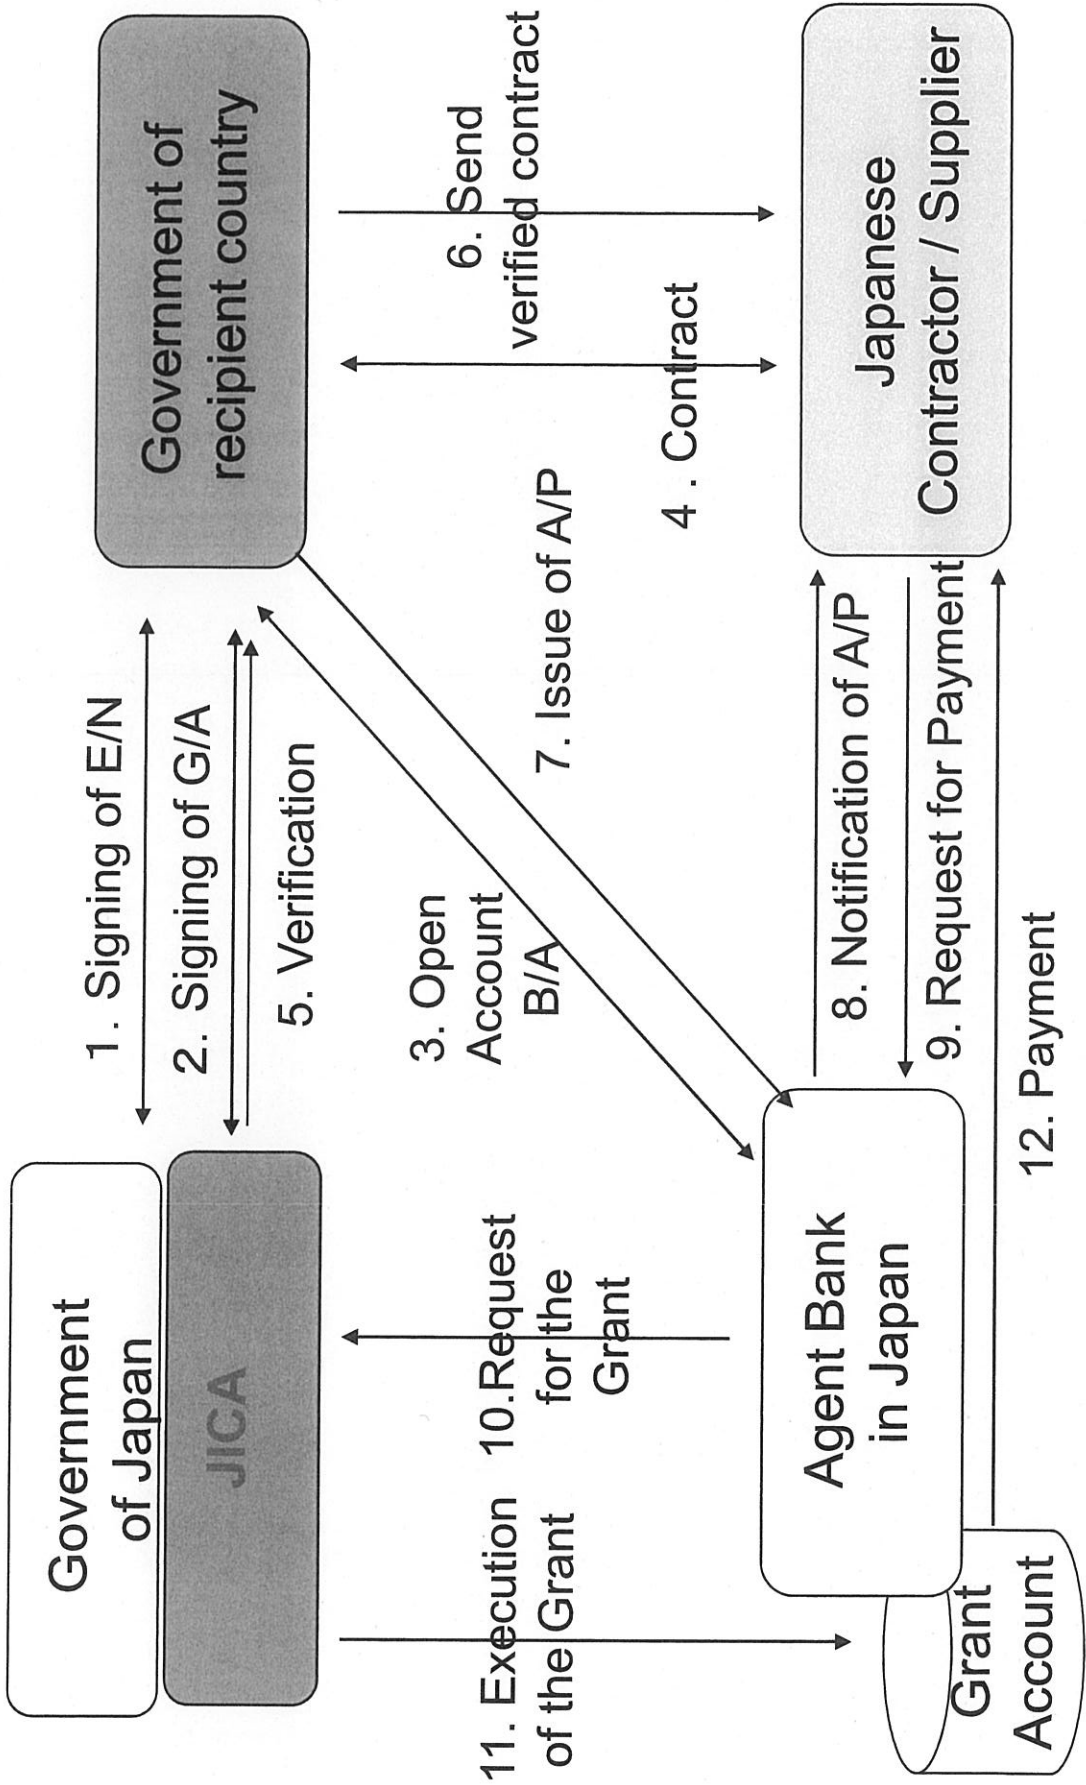 Government
of Japan
JICA
1. Signing of E/N
2. Signing of G/A
5. Verification
Government of
recipient country
11. Execution
of the Grant
10.Request
for the
Grant
3. Open
Account
B/A
7. Issue of A/P
4 . Contract
6. Send
verified contract
Agent Bank
in Japan
Grant
Account
8. Notification of A/P
9. Request for Payment
12. Payment
Japanese
Contractor / Supplier